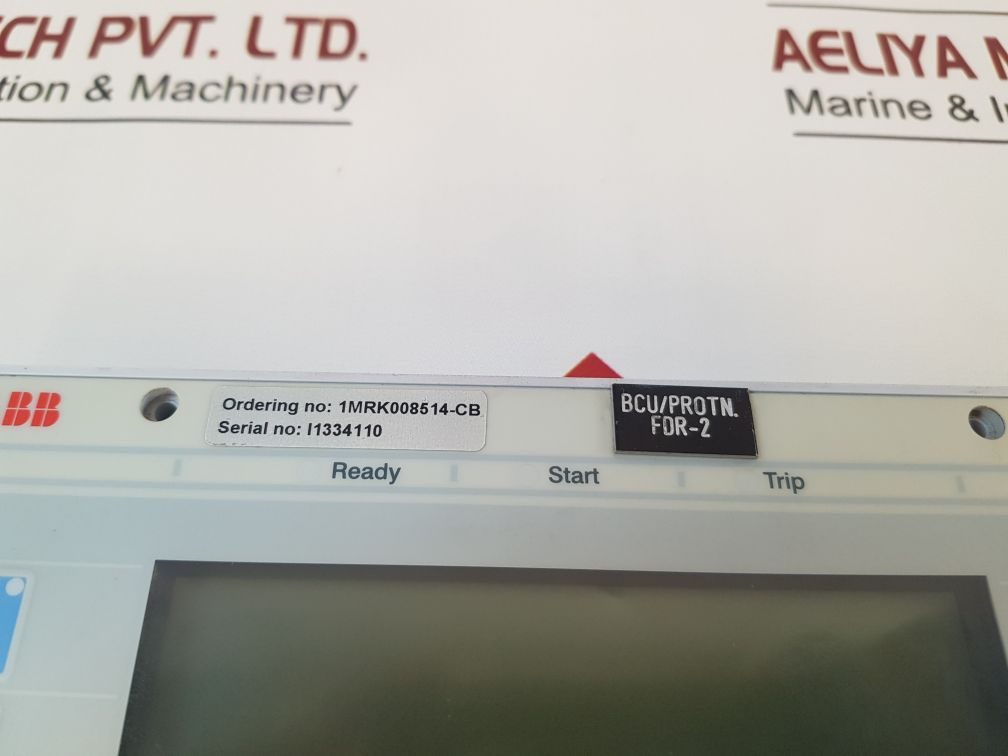 CH PVT. LTD.
tion & Machinery
AELIYA M
Marine & I
BB
Ordering no: 1MRK008514-CB
Serial no: I1334110
BCU/PROTN.
FDR-2
Ready
Start
Trip